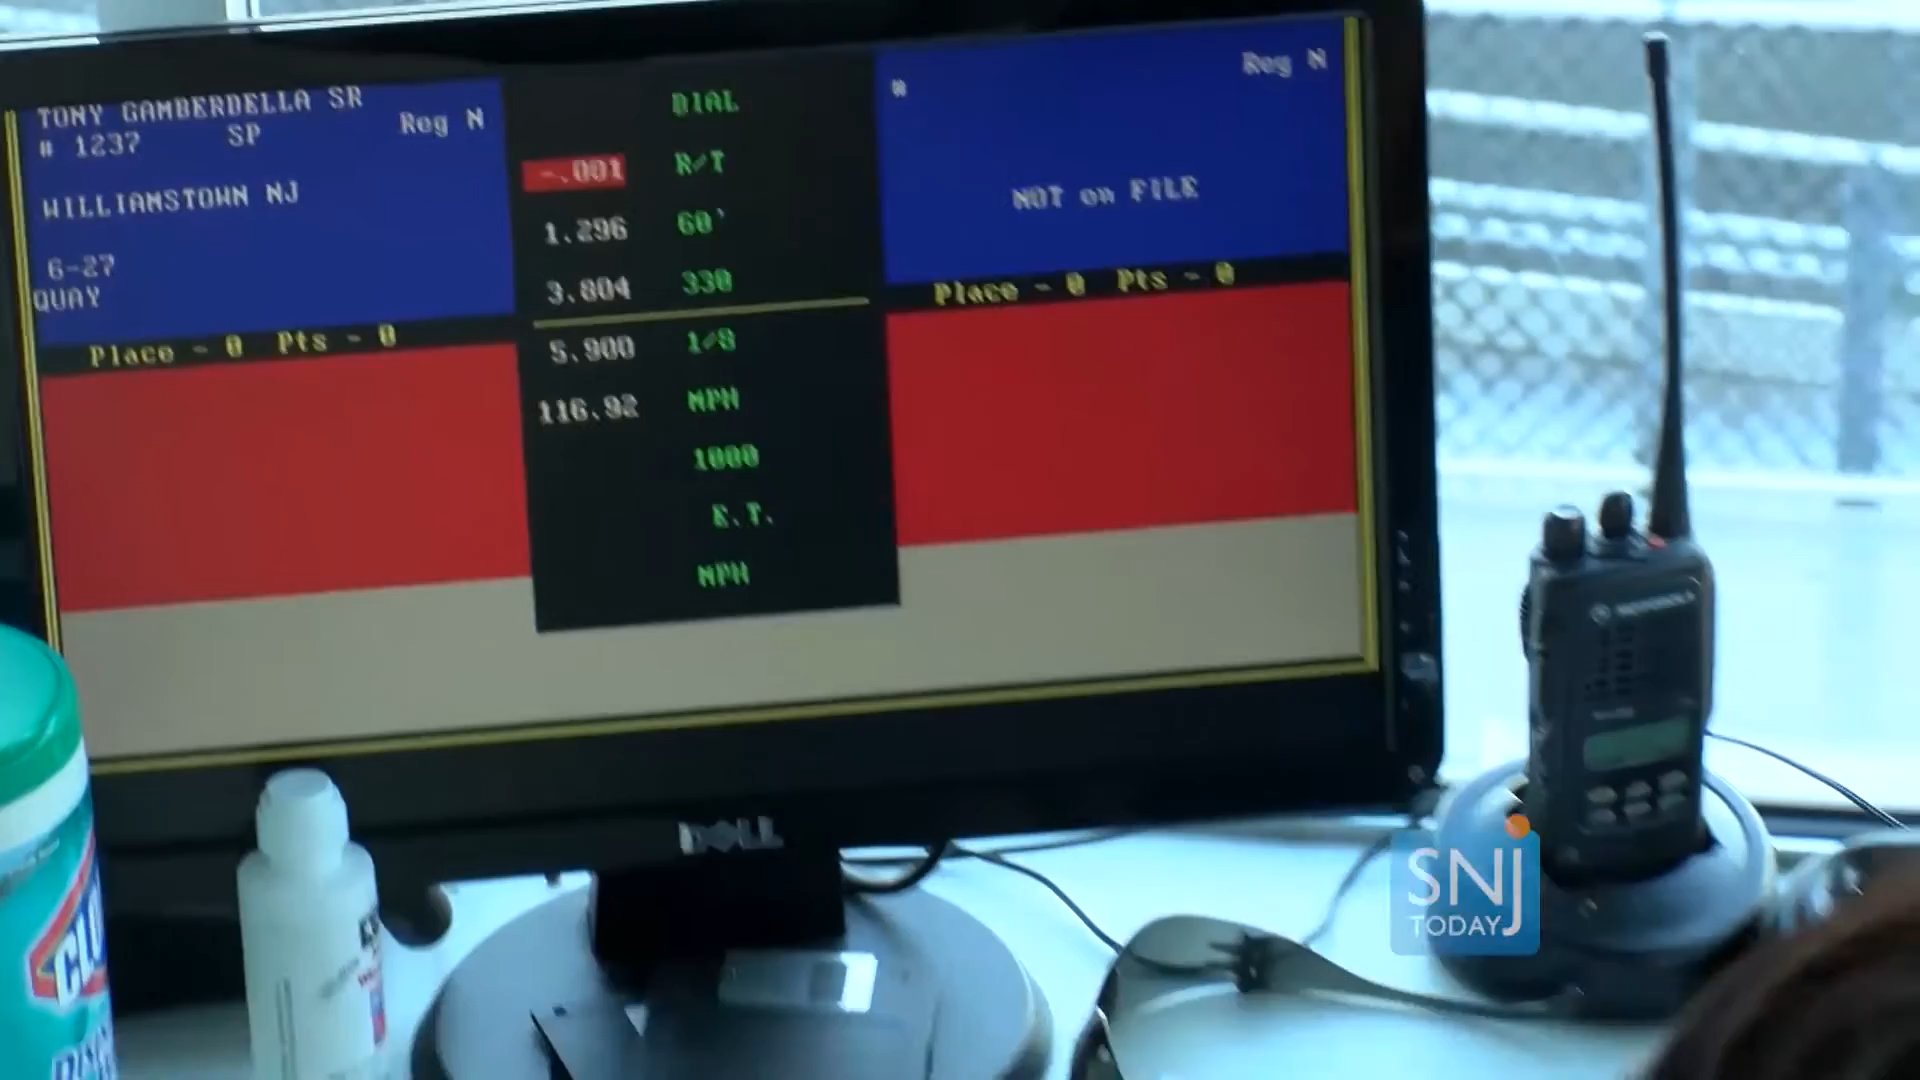 TONY GAMBERDELLA SR
# 1237 SP Reg N
WILLIAMSTOWN NJ
6-27
QUAY
Place - 0 Pts - 0
DIAL
-.001 R/T
1.296 60'
3.804 330
5.900 1/8
116.92 MPH
1000
E.T.
MPH
# Reg N
NOT on FILE
Place - 0 Pts - 0
DELL
MOTOROLA
SNJ
TODAY